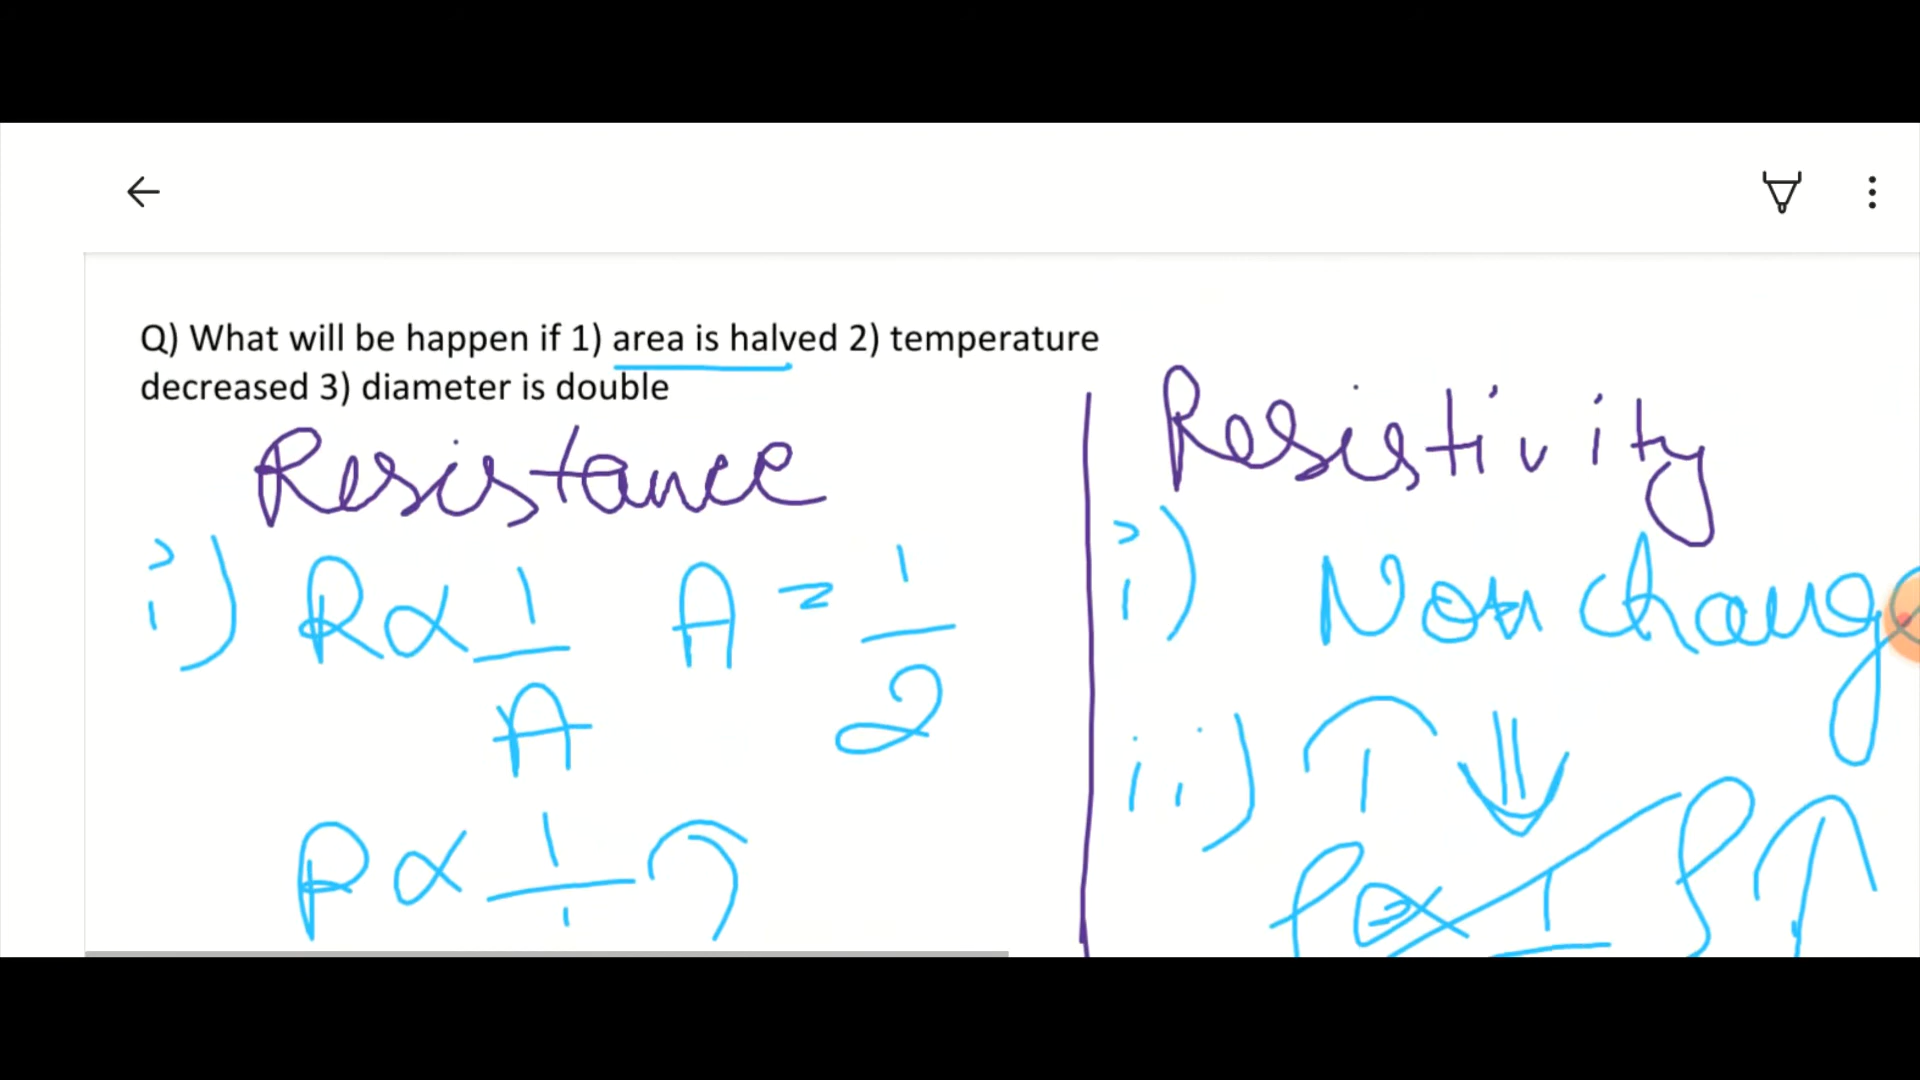 Q) What will be happen if 1) area is halved 2) temperature
decreased 3) diameter is double
Resistance
i) R ∝ 1/A A = 1/2
R ∝ 1/
Resistivity
i) Non change
ii) T ⇓
ρ ↑